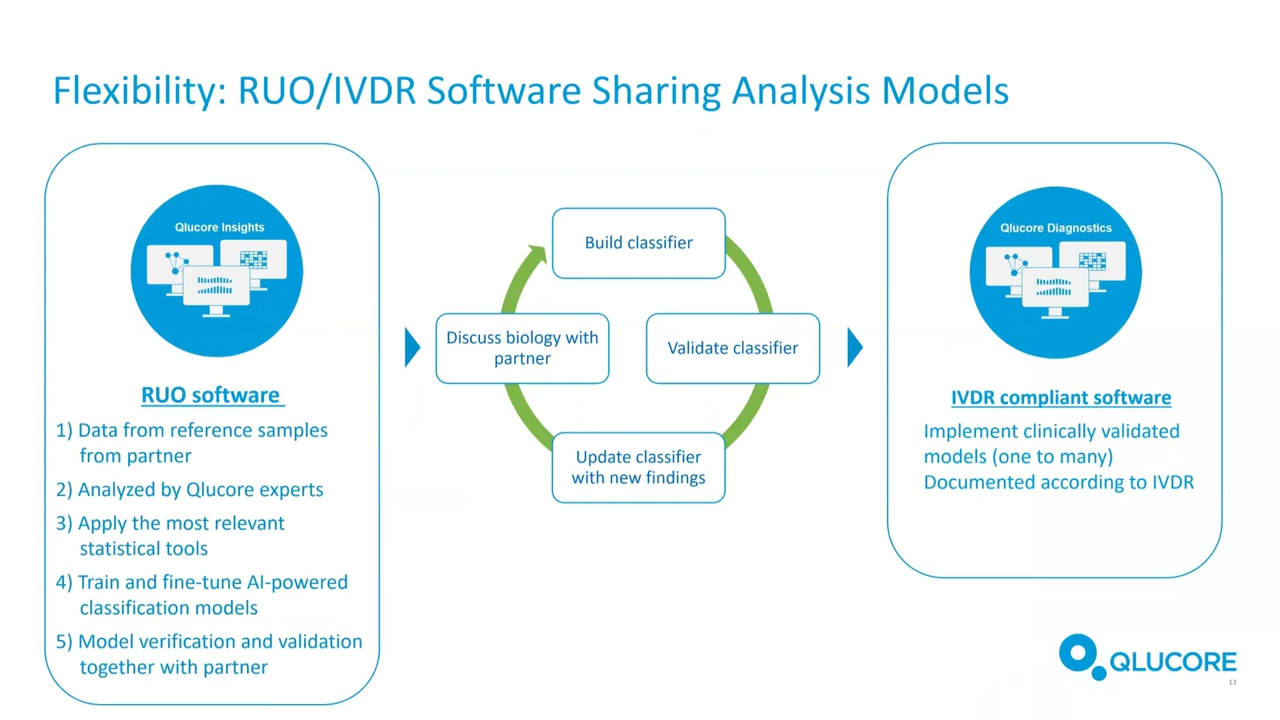 Flexibility: RUO/IVDR Software Sharing Analysis Models
Qlucore Insights
RUO software
1) Data from reference samples
from partner
2) Analyzed by Qlucore experts
3) Apply the most relevant
statistical tools
4) Train and fine-tune AI-powered
classification models
5) Model verification and validation
together with partner
Build classifier
Discuss biology with
partner
Validate classifier
Update classifier
with new findings
Qlucore Diagnostics
IVDR compliant software
Implement clinically validated
models (one to many)
Documented according to IVDR
QLUCORE
13